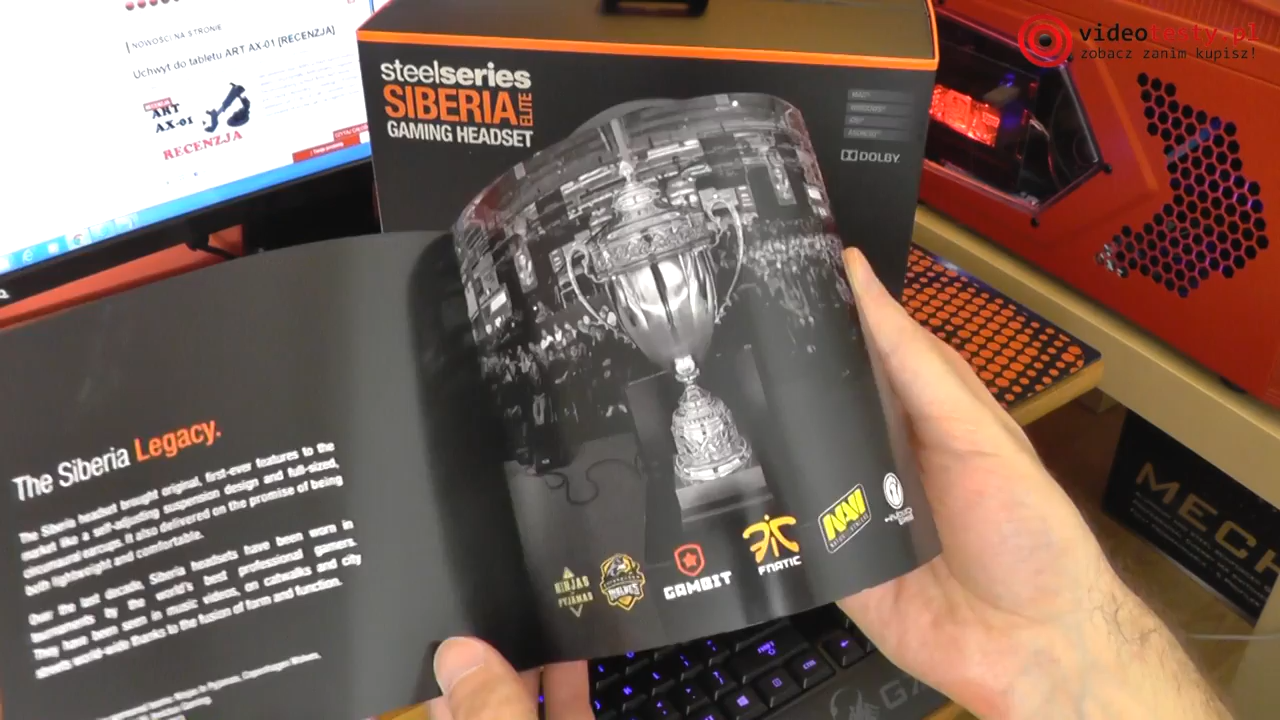 NOWOŚCI NA STRONIE
Uchwyt do tabletu ART AX-01 [RECENZJA]
ART
AX-01
RECENZJA
videotesty.pl
zobacz zanim kupisz!
steelseries
SIBERIA ELITE
GAMING HEADSET
DOLBY
The Siberia Legacy.
The Siberia headset brought original, first-ever features to the
market like a self-adjusting suspension design and full-sized,
circumaural earcups. It also delivered on the promise of being
both lightweight and comfortable.
Over the last decade, Siberia headsets have been worn in
tournaments by the world's best professional gamers.
They have been seen in music videos, on catwalks and city
streets world-wide thanks to the fusion of form and function.
NINJAS
PYJAMAS
WOLVES
GAMBIT
FNATIC
NAVI
MECH